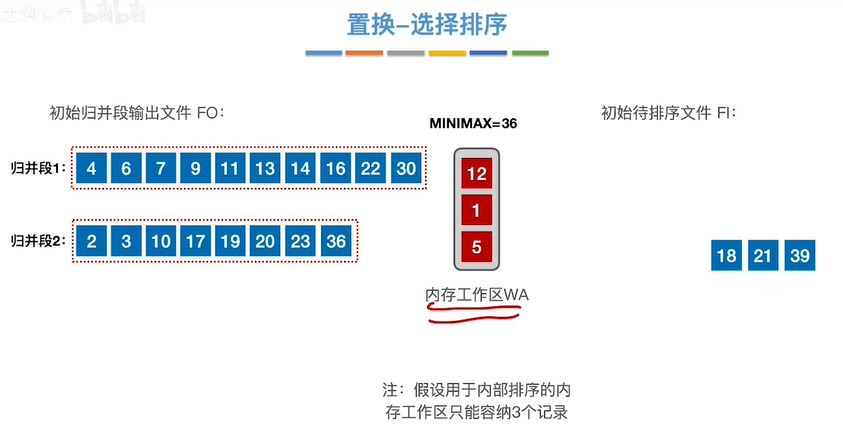 置换–选择排序
初始归并段输出文件 FO：
MINIMAX=36
初始待排序文件 FI：
归并段1： 4 6 7 9 11 13 14 16 22 30
12
1
5
归并段2： 2 3 10 17 19 20 23 36
18 21 39
内存工作区WA
注：假设用于内部排序的内
存工作区只能容纳3个记录